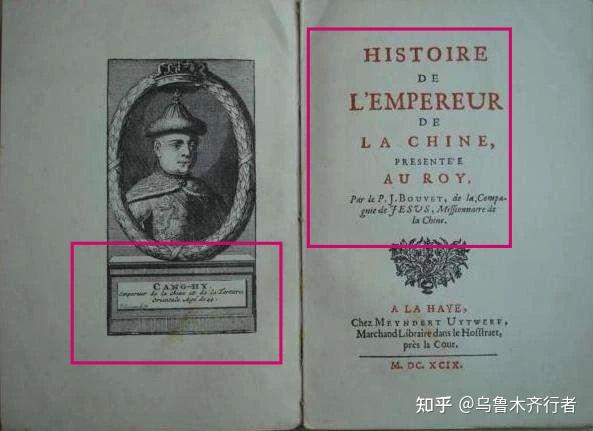 CANG-HY
Empereur de la Chine et de la Tartarie
Orientale Agé de 44.
HISTOIRE
DE
L'EMPEREUR
DE
LA CHINE,
PRESENTE'E
AU ROY,
Par le P. J. BOUVET, de la Compa-
gnie de JESUS, Missionnaire de
la Chine.
A LA HAYE,
Chez MEYNDERT UYTWERF,
Marchand Libraire dans le Hofstraet,
près la Cour.
M. DC. XCIX.
知乎 @乌鲁木齐行者